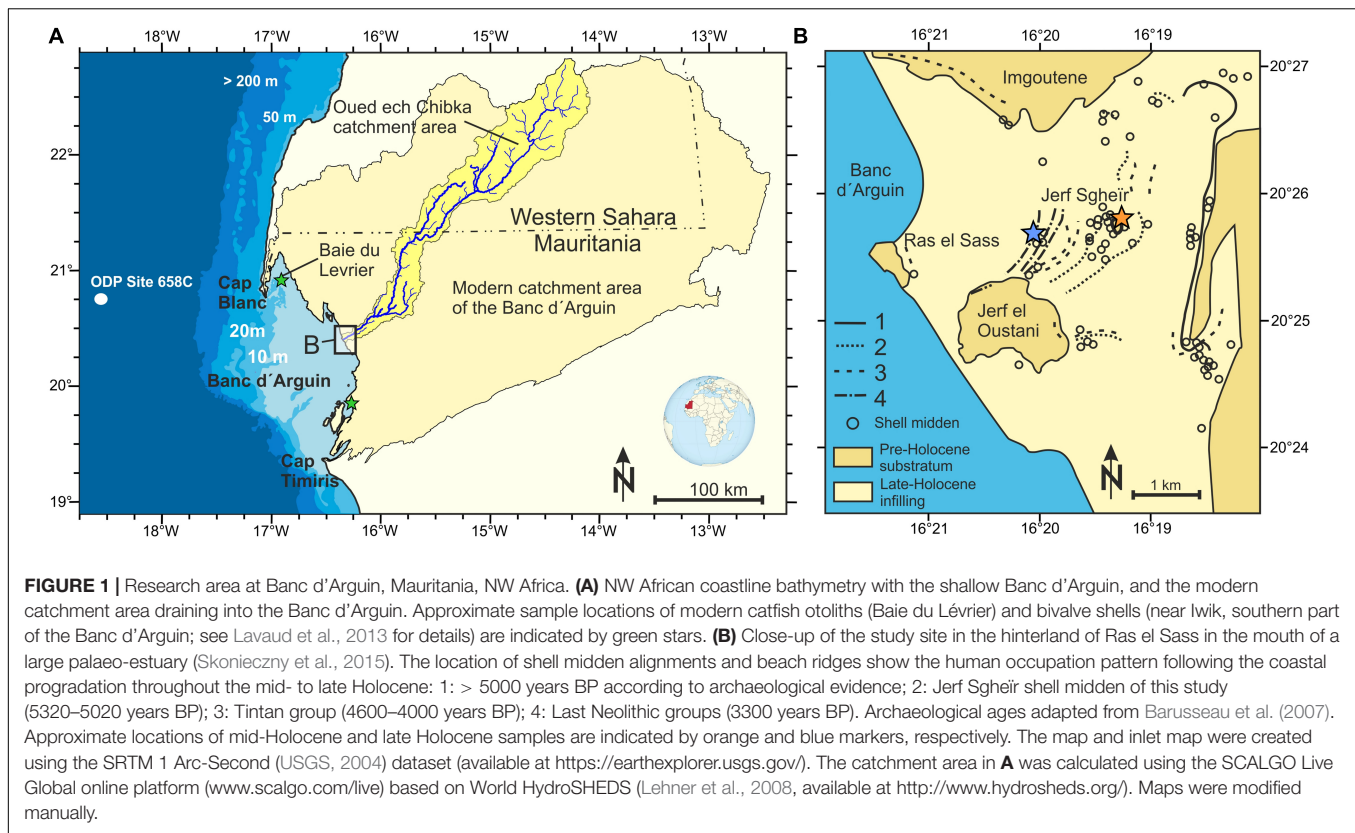 A
18°W
17°W
16°W
15°W
14°W
13°W
> 200 m
50 m
Oued ech Chibka
catchment area
22°
Western Sahara
Mauritania
Baie du
Levrier
21°
ODP Site 658C
Cap
Blanc
Modern catchment area
of the Banc d´Arguin
20m
B
10 m
Banc d´Arguin
20°
Cap
Timiris
N
100 km
19°
18°W
17°W
16°W
15°W
14°W
13°W
B
16°21
16°20
16°19
20°27
Imgoutene
Banc
d´Arguin
20°26
Jerf Sgheïr
Ras el Sass
Jerf el
Oustani
20°25
1
2
3
4
Shell midden
Pre-Holocene
substratum
Late-Holocene
infilling
N
1 km
20°24
16°21
16°20
16°19
FIGURE 1 | Research area at Banc d'Arguin, Mauritania, NW Africa. (A) NW African coastline bathymetry with the shallow Banc d'Arguin, and the modern
catchment area draining into the Banc d'Arguin. Approximate sample locations of modern catfish otoliths (Baie du Lévrier) and bivalve shells (near Iwik, southern part
of the Banc d'Arguin; see Lavaud et al., 2013 for details) are indicated by green stars. (B) Close-up of the study site in the hinterland of Ras el Sass in the mouth of a
large palaeo-estuary (Skonieczny et al., 2015). The location of shell midden alignments and beach ridges show the human occupation pattern following the coastal
progradation throughout the mid- to late Holocene: 1: > 5000 years BP according to archaeological evidence; 2: Jerf Sgheïr shell midden of this study
(5320–5020 years BP); 3: Tintan group (4600–4000 years BP); 4: Last Neolithic groups (3300 years BP). Archaeological ages adapted from Barusseau et al. (2007).
Approximate locations of mid-Holocene and late Holocene samples are indicated by orange and blue markers, respectively. The map and inlet map were created
using the SRTM 1 Arc-Second (USGS, 2004) dataset (available at https://earthexplorer.usgs.gov/). The catchment area in A was calculated using the SCALGO Live
Global online platform (www.scalgo.com/live) based on World HydroSHEDS (Lehner et al., 2008, available at http://www.hydrosheds.org/). Maps were modified
manually.